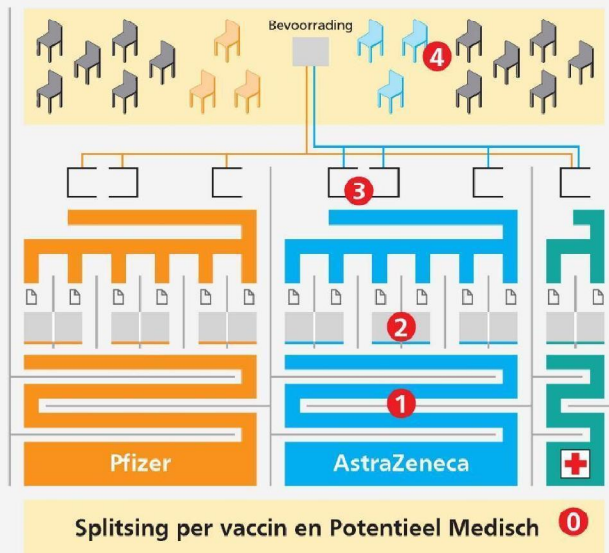 Bevoorrading
4
3
2
1
Pfizer
AstraZeneca
Splitsing per vaccin en Potentieel Medisch 0